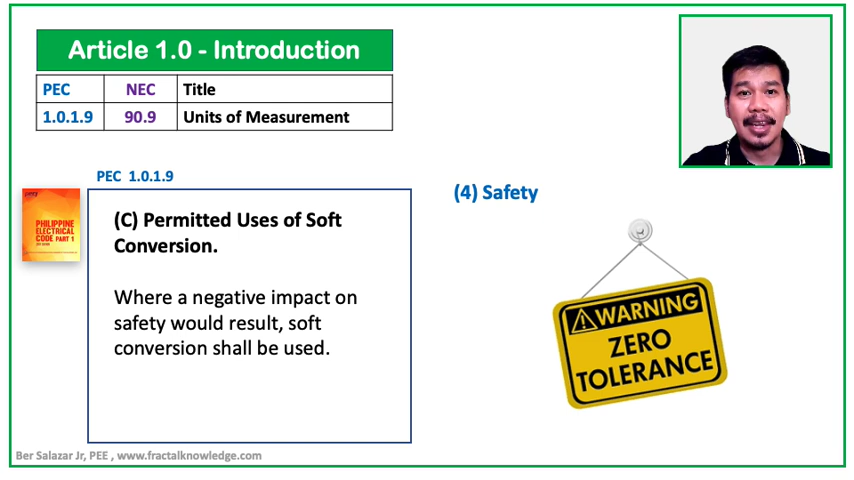 Article 1.0 - Introduction
PEC NEC Title
1.0.1.9 90.9 Units of Measurement
PEC 1.0.1.9
(4) Safety
PHILIPPINE
ELECTRICAL
CODE PART 1
(C) Permitted Uses of Soft
Conversion.
Where a negative impact on
safety would result, soft
conversion shall be used.
WARNING
ZERO
TOLERANCE
Ber Salazar Jr, PEE , www.fractalknowledge.com